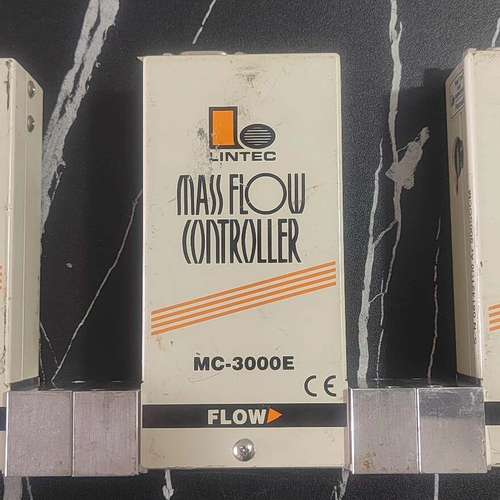 LINTEC
MASS FLOW
CONTROLLER
MC-3000E
CE
FLOW